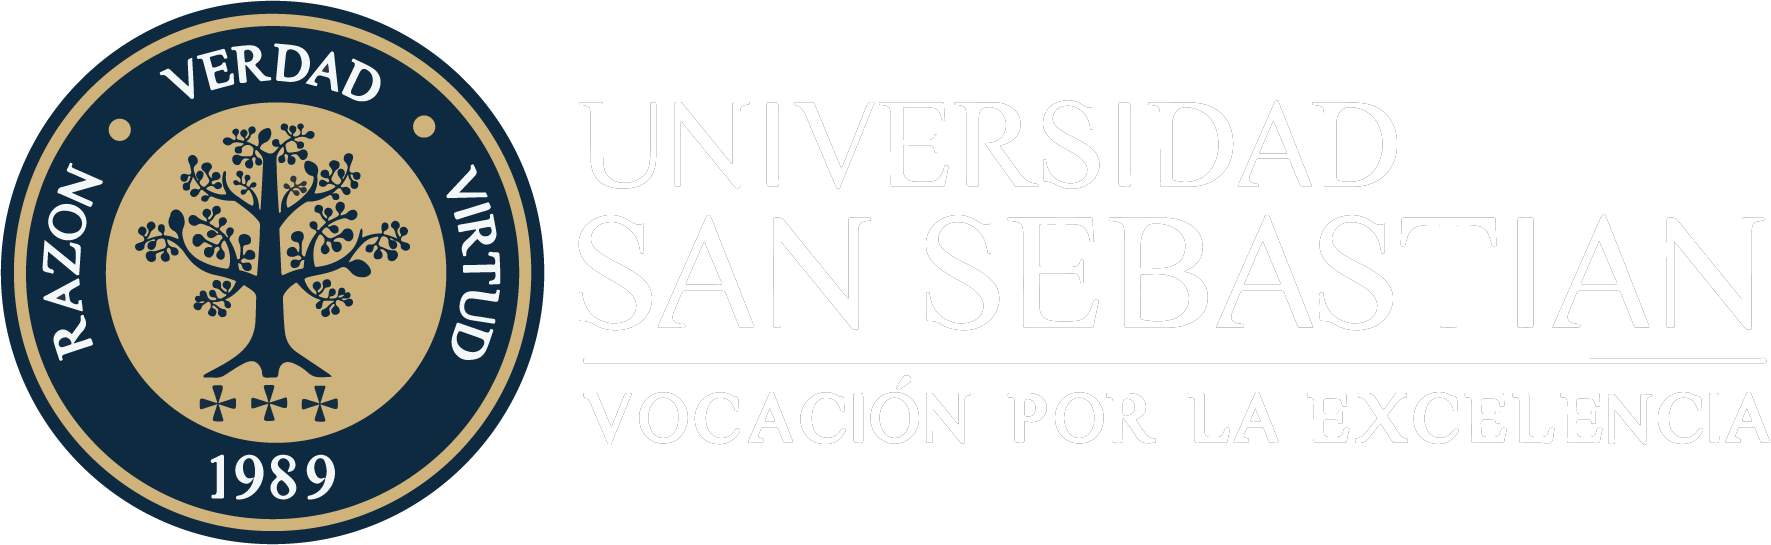 RAZON
VERDAD
VIRTUD
1989
UNIVERSIDAD
SAN SEBASTIAN
VOCACIÓN POR LA EXCELENCIA